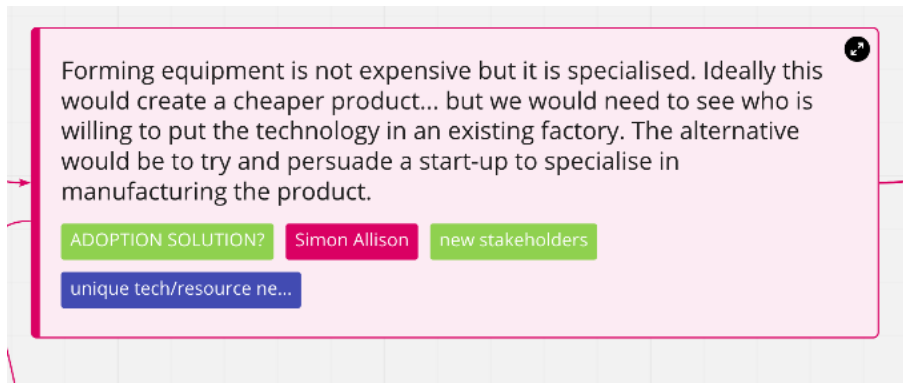 Forming equipment is not expensive but it is specialised. Ideally this
would create a cheaper product... but we would need to see who is
willing to put the technology in an existing factory. The alternative
would be to try and persuade a start-up to specialise in
manufacturing the product.
ADOPTION SOLUTION? Simon Allison new stakeholders
unique tech/resource ne...